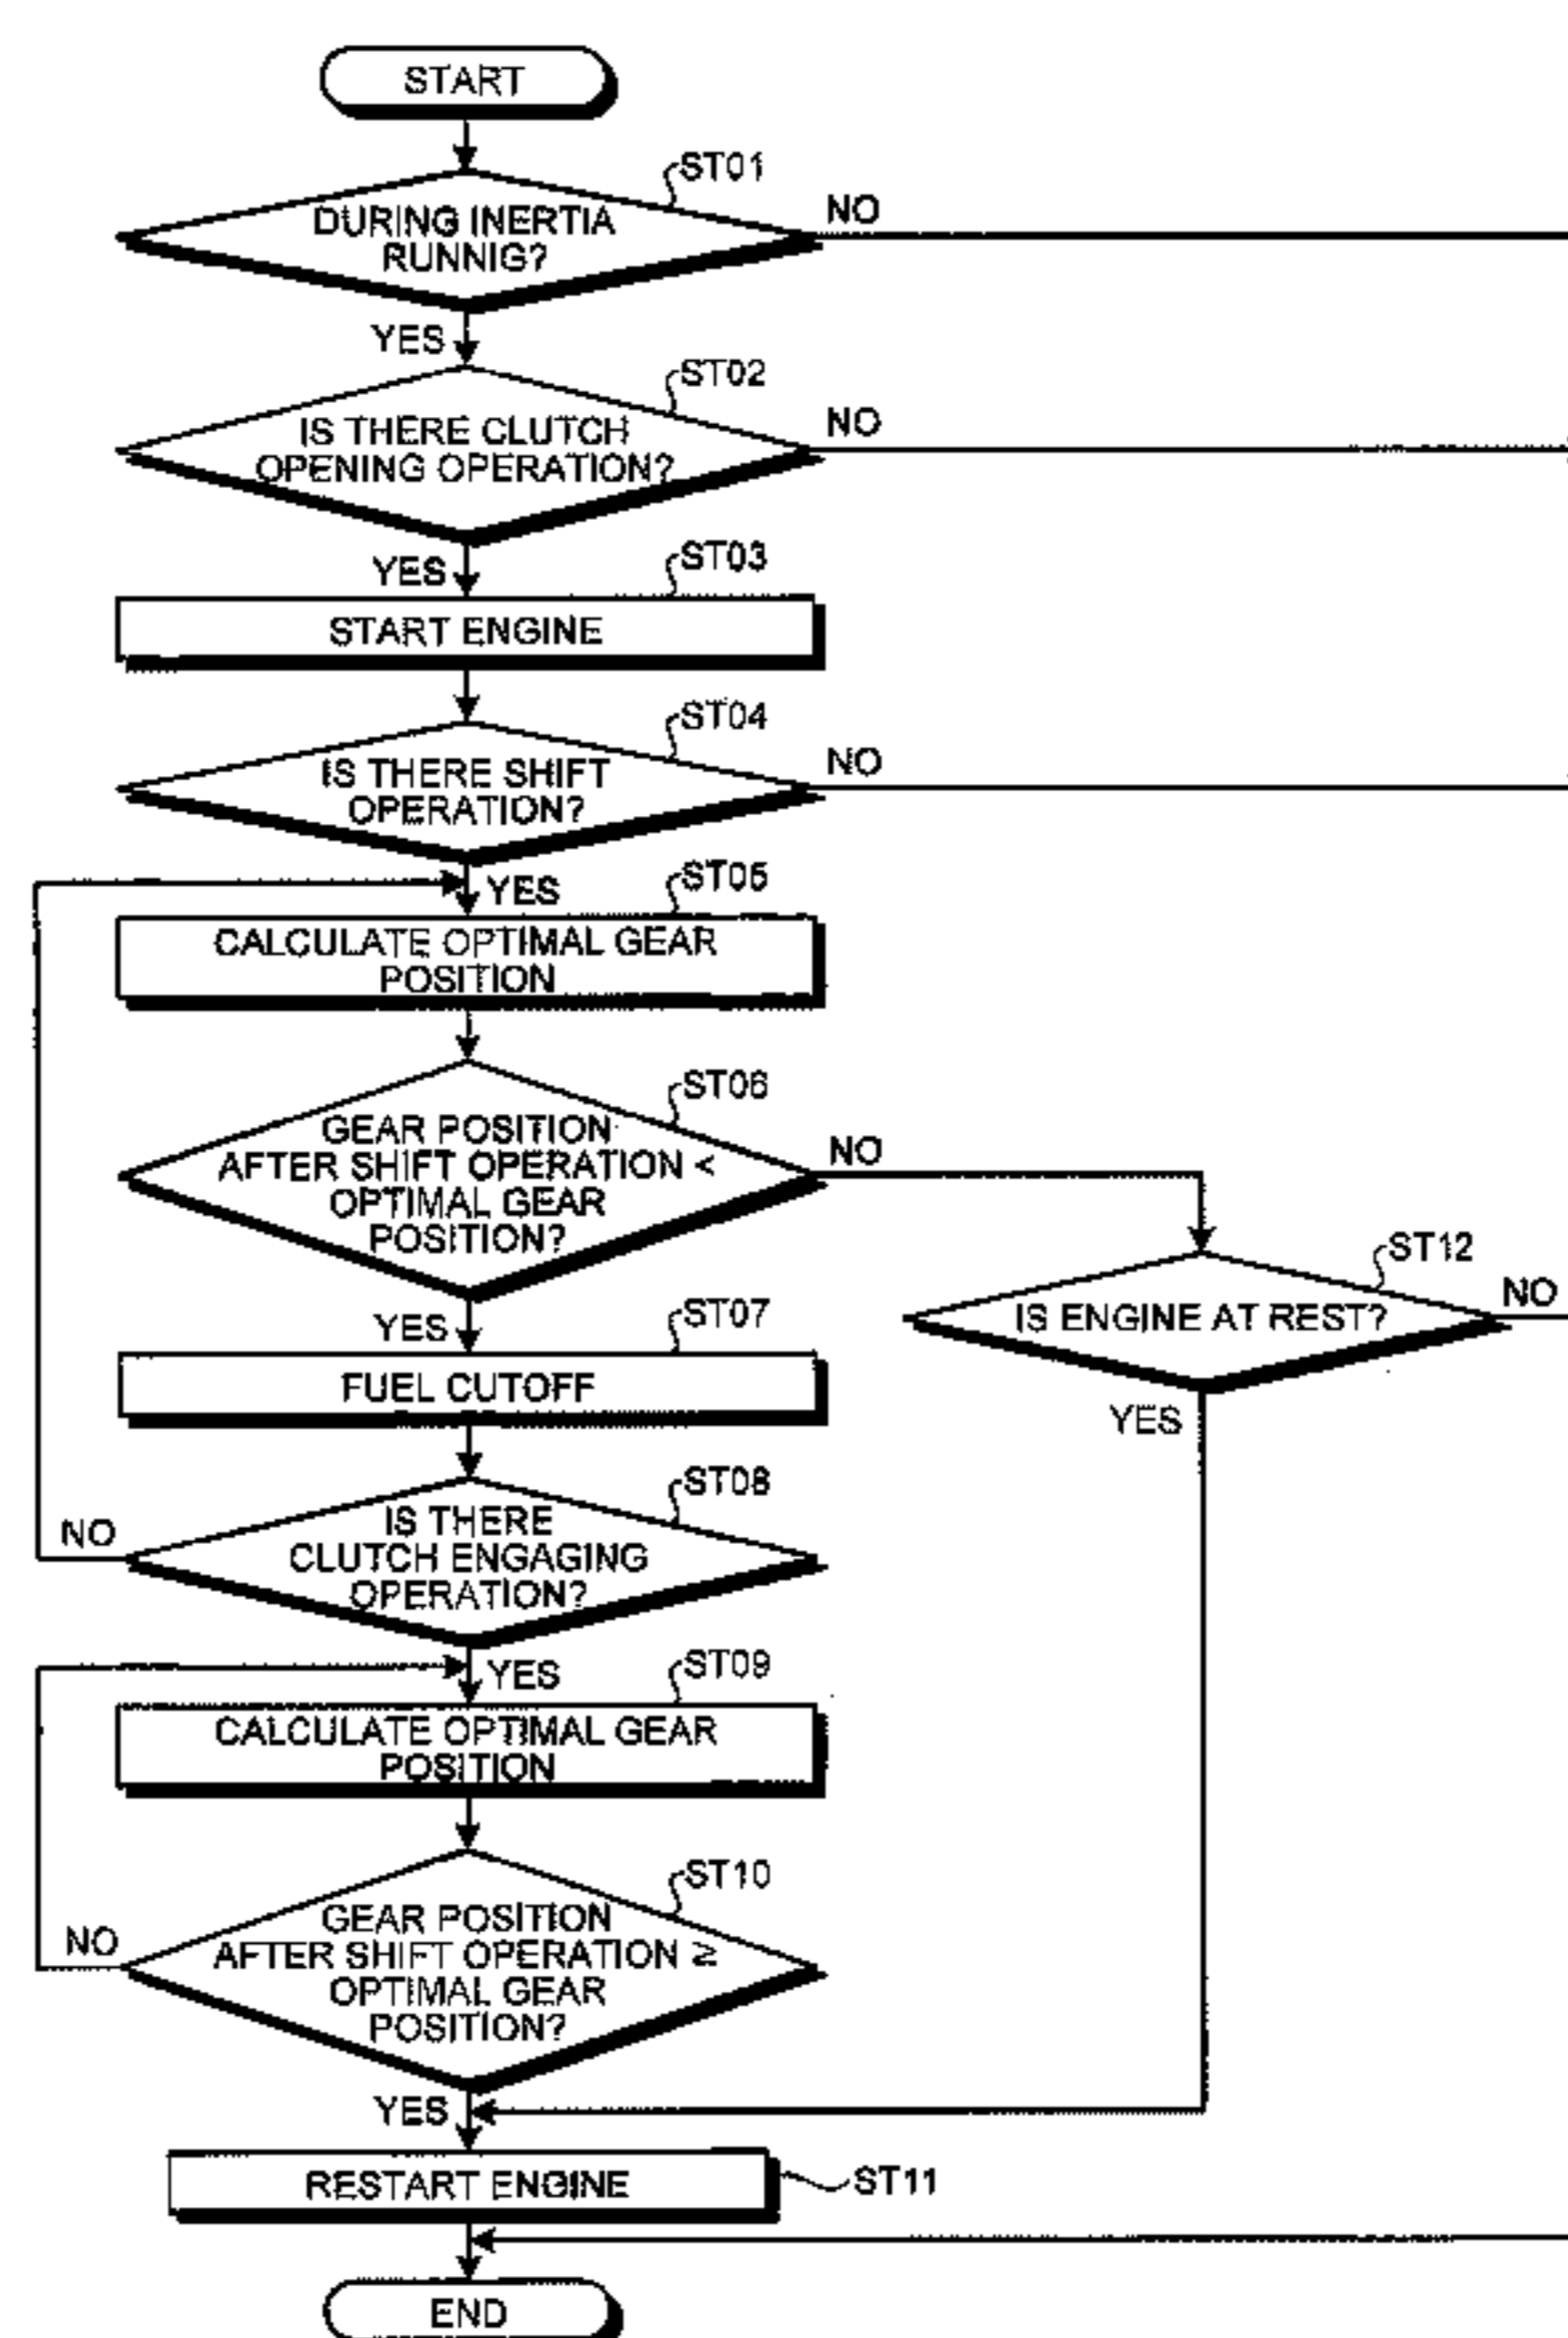 START
ST01
DURING INERTIA
RUNNIG?
NO
YES
ST02
IS THERE CLUTCH
OPENING OPERATION?
NO
YES
ST03
START ENGINE
ST04
IS THERE SHIFT
OPERATION?
NO
YES
ST05
CALCULATE OPTIMAL GEAR
POSITION
ST06
GEAR POSITION
AFTER SHIFT OPERATION <
OPTIMAL GEAR
POSITION?
NO
YES
ST12
IS ENGINE AT REST?
NO
YES
ST07
FUEL CUTOFF
ST08
IS THERE
CLUTCH ENGAGING
OPERATION?
NO
YES
ST09
CALCULATE OPTIMAL GEAR
POSITION
ST10
GEAR POSITION
AFTER SHIFT OPERATION ≥
OPTIMAL GEAR
POSITION?
NO
YES
RESTART ENGINE
ST11
END